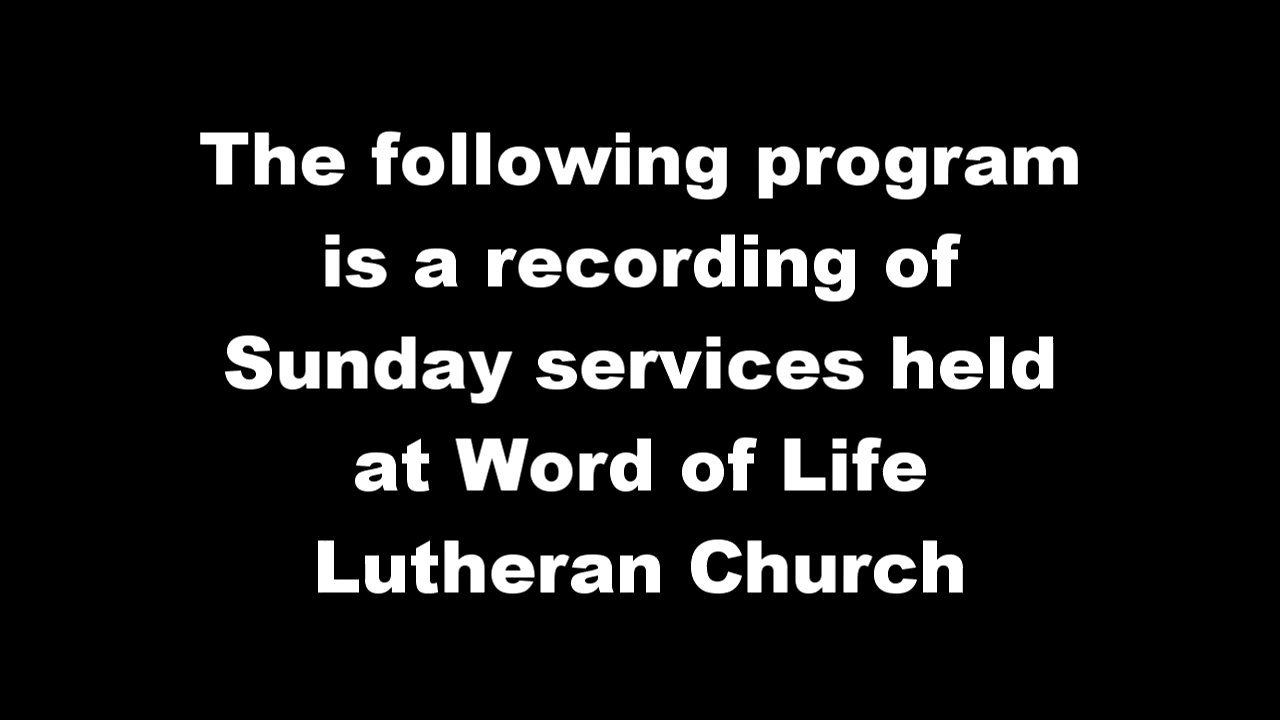 The following program
is a recording of
Sunday services held
at Word of Life
Lutheran Church